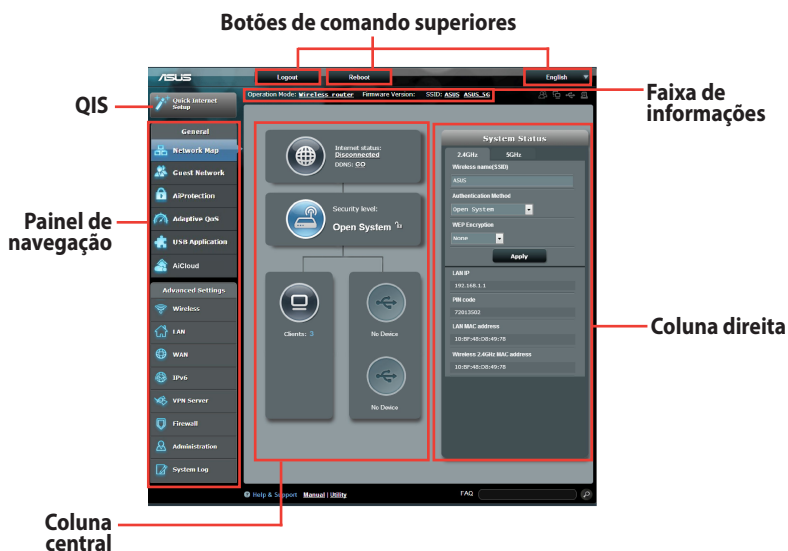 Botões de comando superiores
QIS
Faixa de
informações
Painel de
navegação
Coluna direita
Coluna
central
ASUS
Logout
Reboot
English
Quick Internet
Setup
Operation Mode: Wireless router Firmware Version: SSID: ASUS ASUS_5G
General
Network Map
Guest Network
AiProtection
Adaptive QoS
USB Application
AiCloud
Advanced Settings
Wireless
LAN
WAN
IPv6
VPN Server
Firewall
Administration
System Log
Internet status:
Disconnected
DDNS: GO
Security level:
Open System
Clients: 3
No Device
No Device
System Status
2.4GHz 5GHz
Wireless name(SSID)
ASUS
Authentication Method
Open System
WEP Encryption
None
Apply
LAN IP
192.168.1.1
PIN code
72013502
LAN MAC address
10:BF:48:D8:49:78
Wireless 2.4GHz MAC address
10:BF:48:D8:49:78
Help & Support Manual | Utility
FAQ